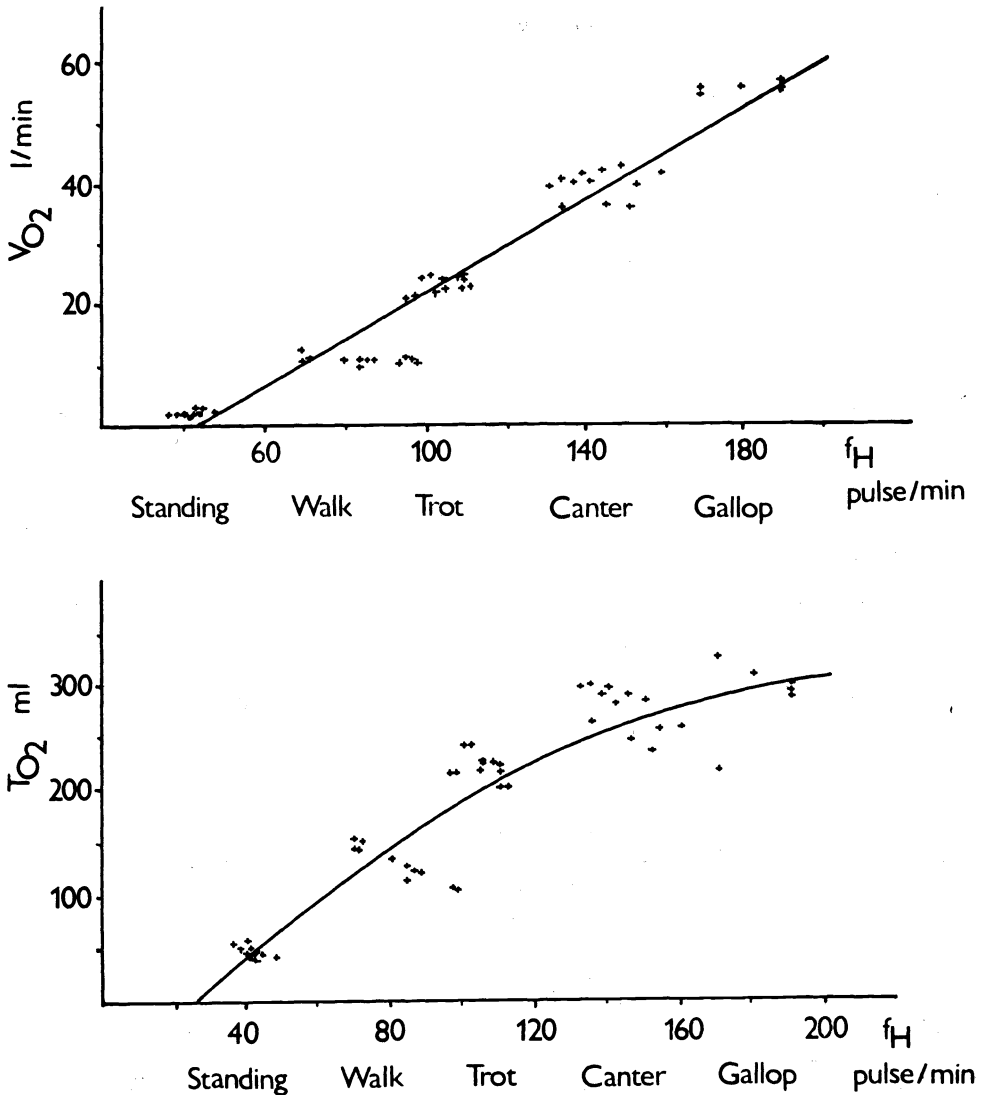 60
40
20
VO2 l/min
60 100 140 180 fH
pulse/min
Standing Walk Trot Canter Gallop
300
200
100
TO2 ml
40 80 120 160 200 fH
Standing Walk Trot Canter Gallop pulse/min